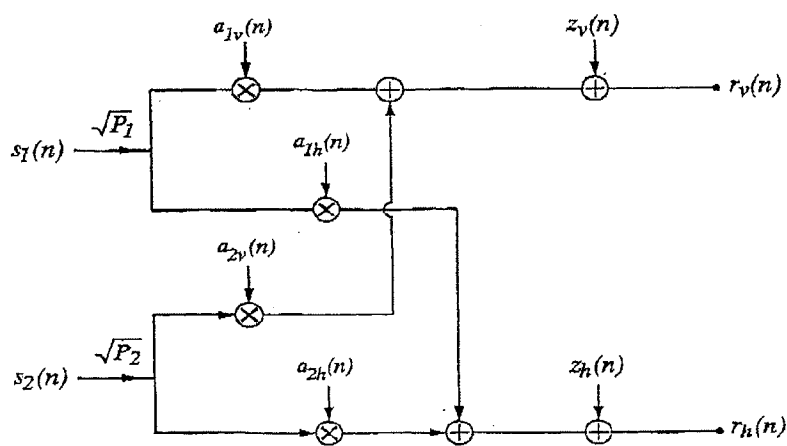 a1v(n)
zv(n)
rv(n)
√P1
s1(n)
a1h(n)
a2v(n)
√P2
s2(n)
a2h(n)
zh(n)
rh(n)